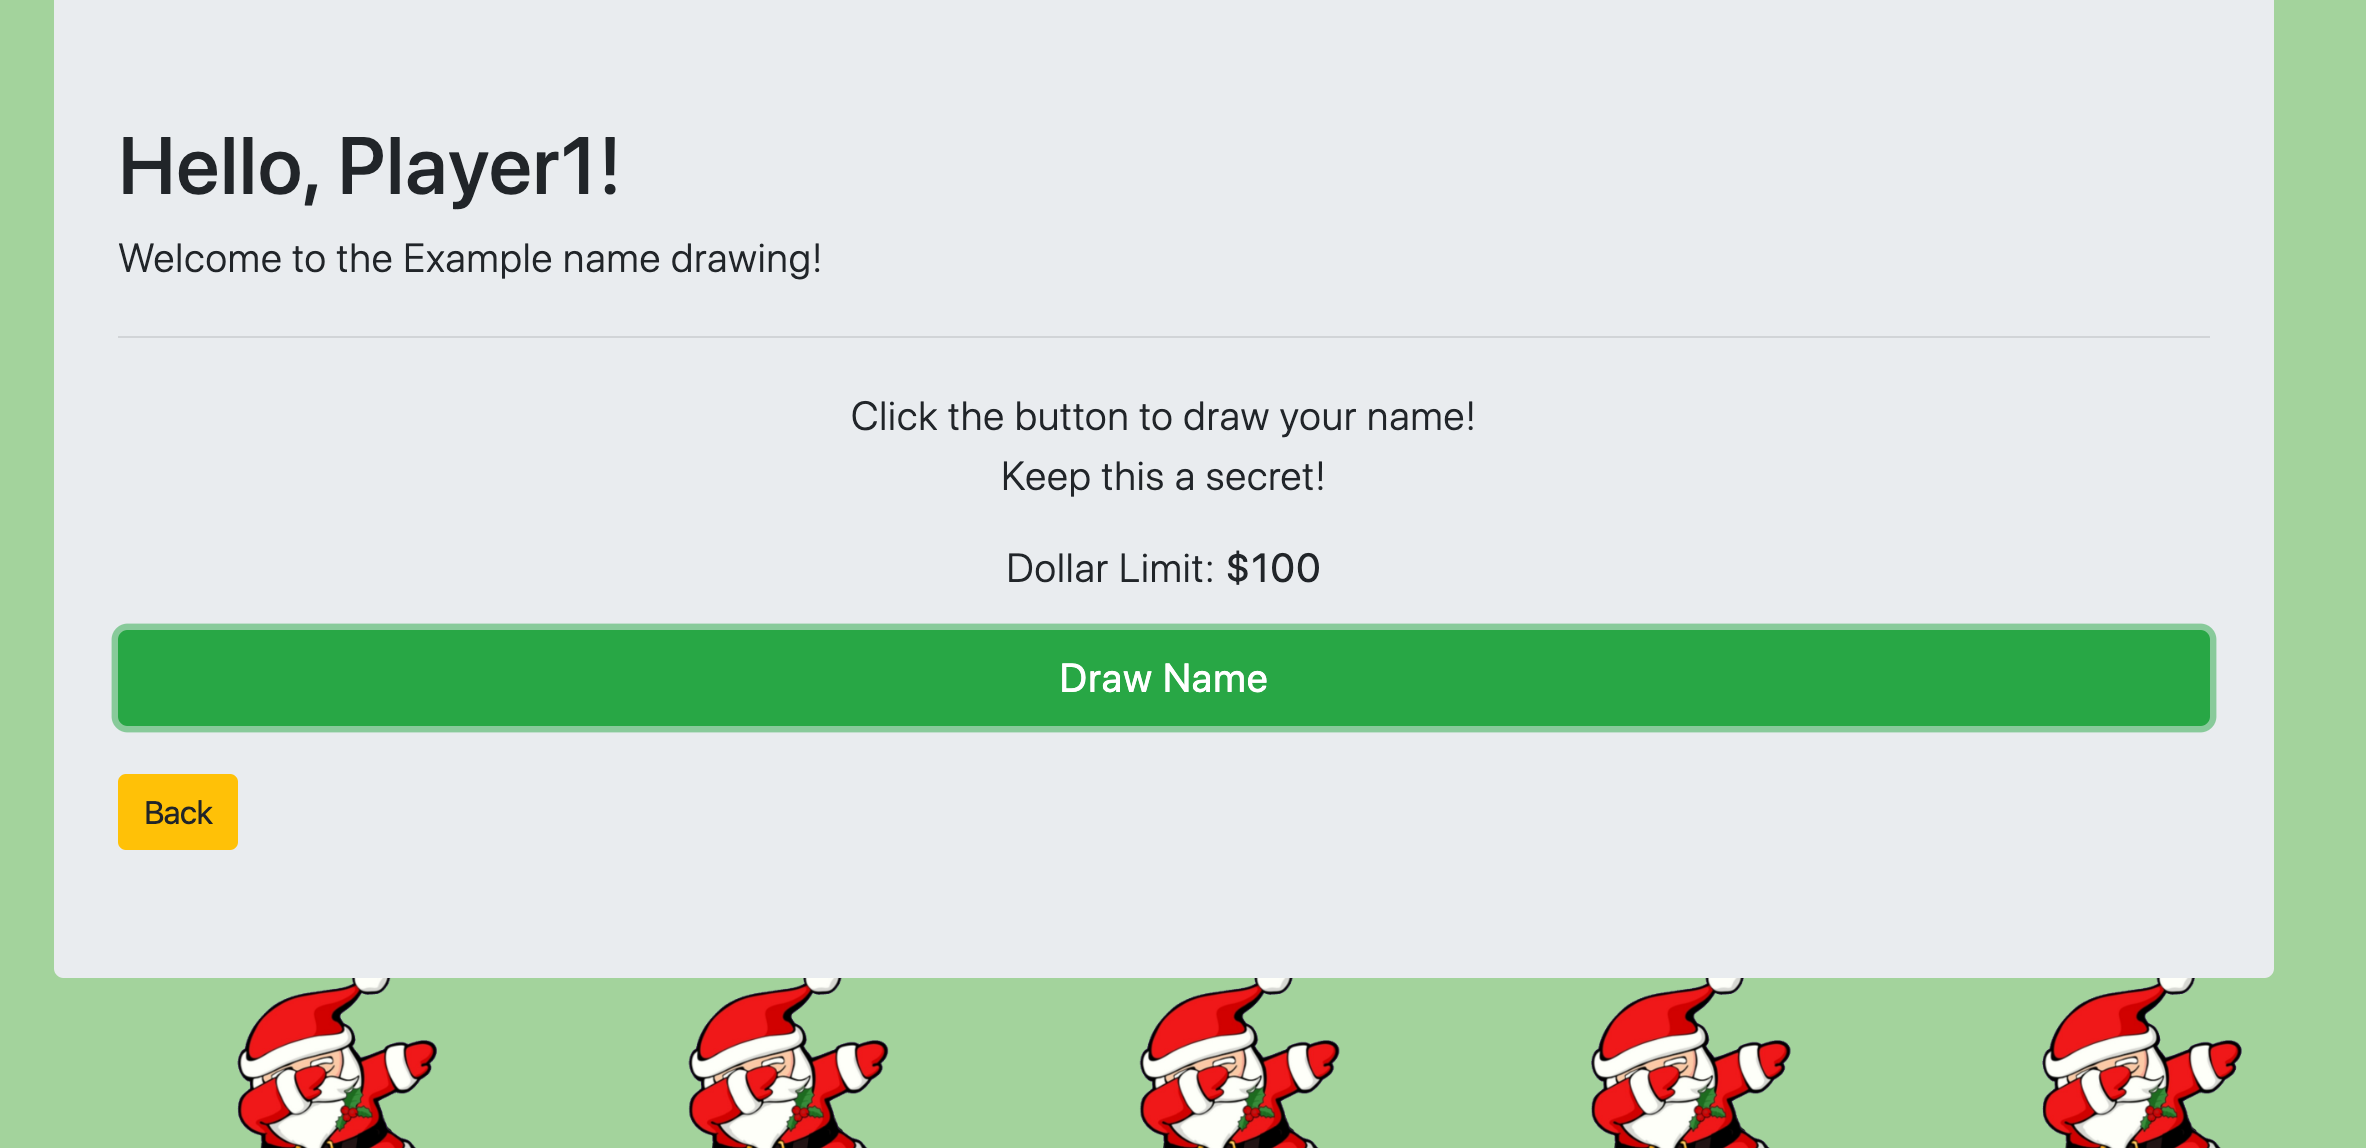 Hello, Player1!
Welcome to the Example name drawing!
Click the button to draw your name!
Keep this a secret!
Dollar Limit: $100
Draw Name
Back